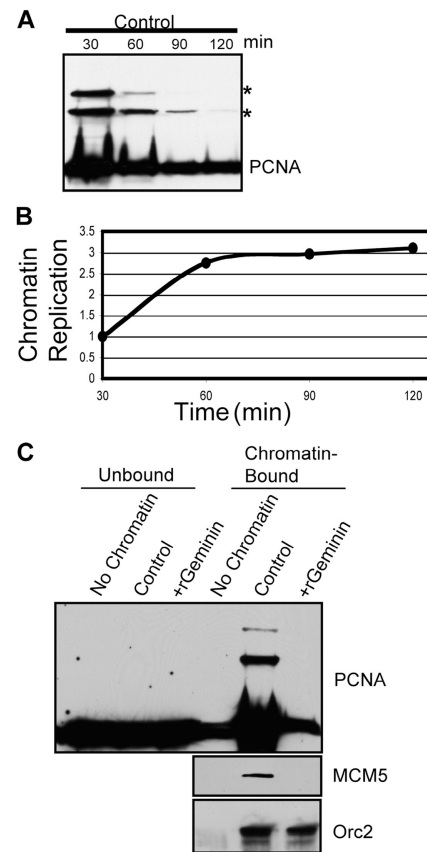 A
Control
30 60 90 120 min
*
*
PCNA
B
Chromatin
Replication
3.5
3
2.5
2
1.5
1
0.5
0
30 60 90 120
Time (min)
C
Unbound
Chromatin-
Bound
No Chromatin
Control
+rGeminin
No Chromatin
Control
+rGeminin
PCNA
MCM5
Orc2